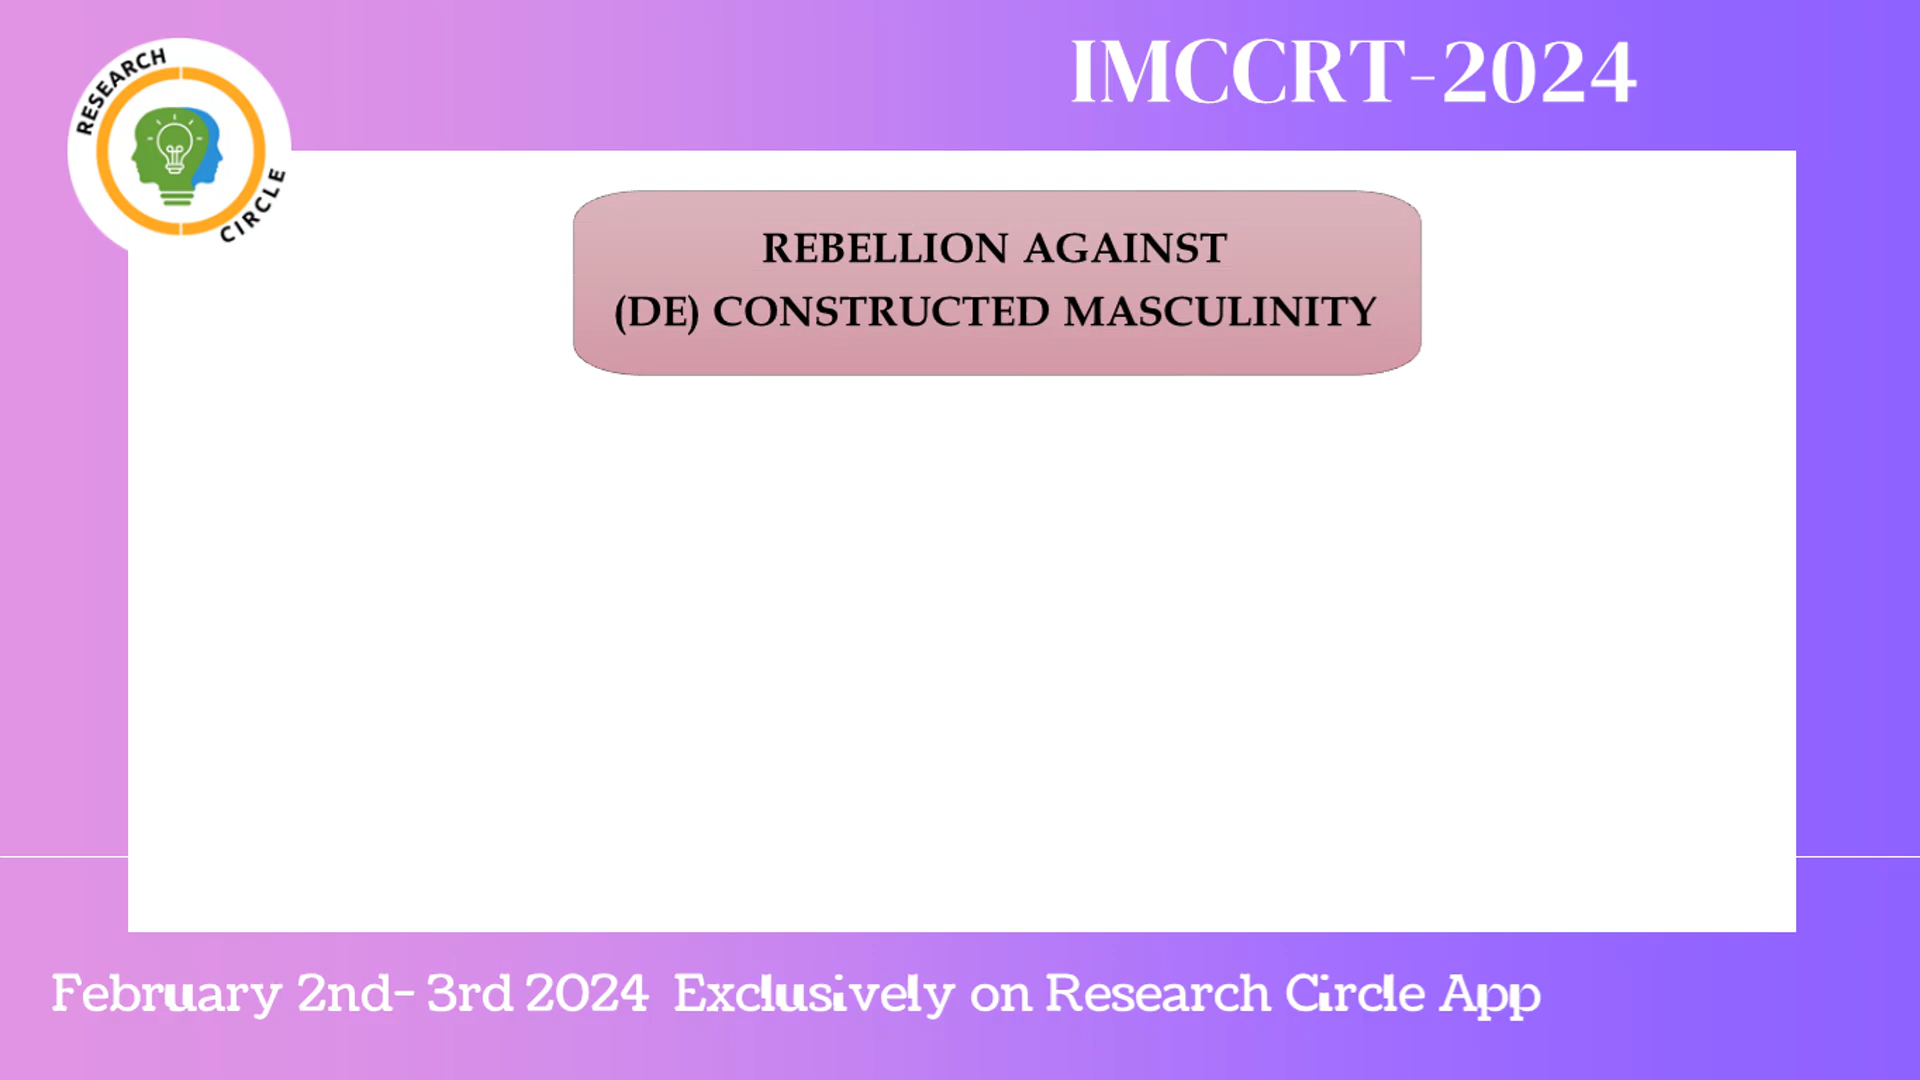 RESEARCH
CIRCLE
IMCCRT-2024
REBELLION AGAINST
(DE) CONSTRUCTED MASCULINITY
February 2nd- 3rd 2024 Exclusively on Research Circle App